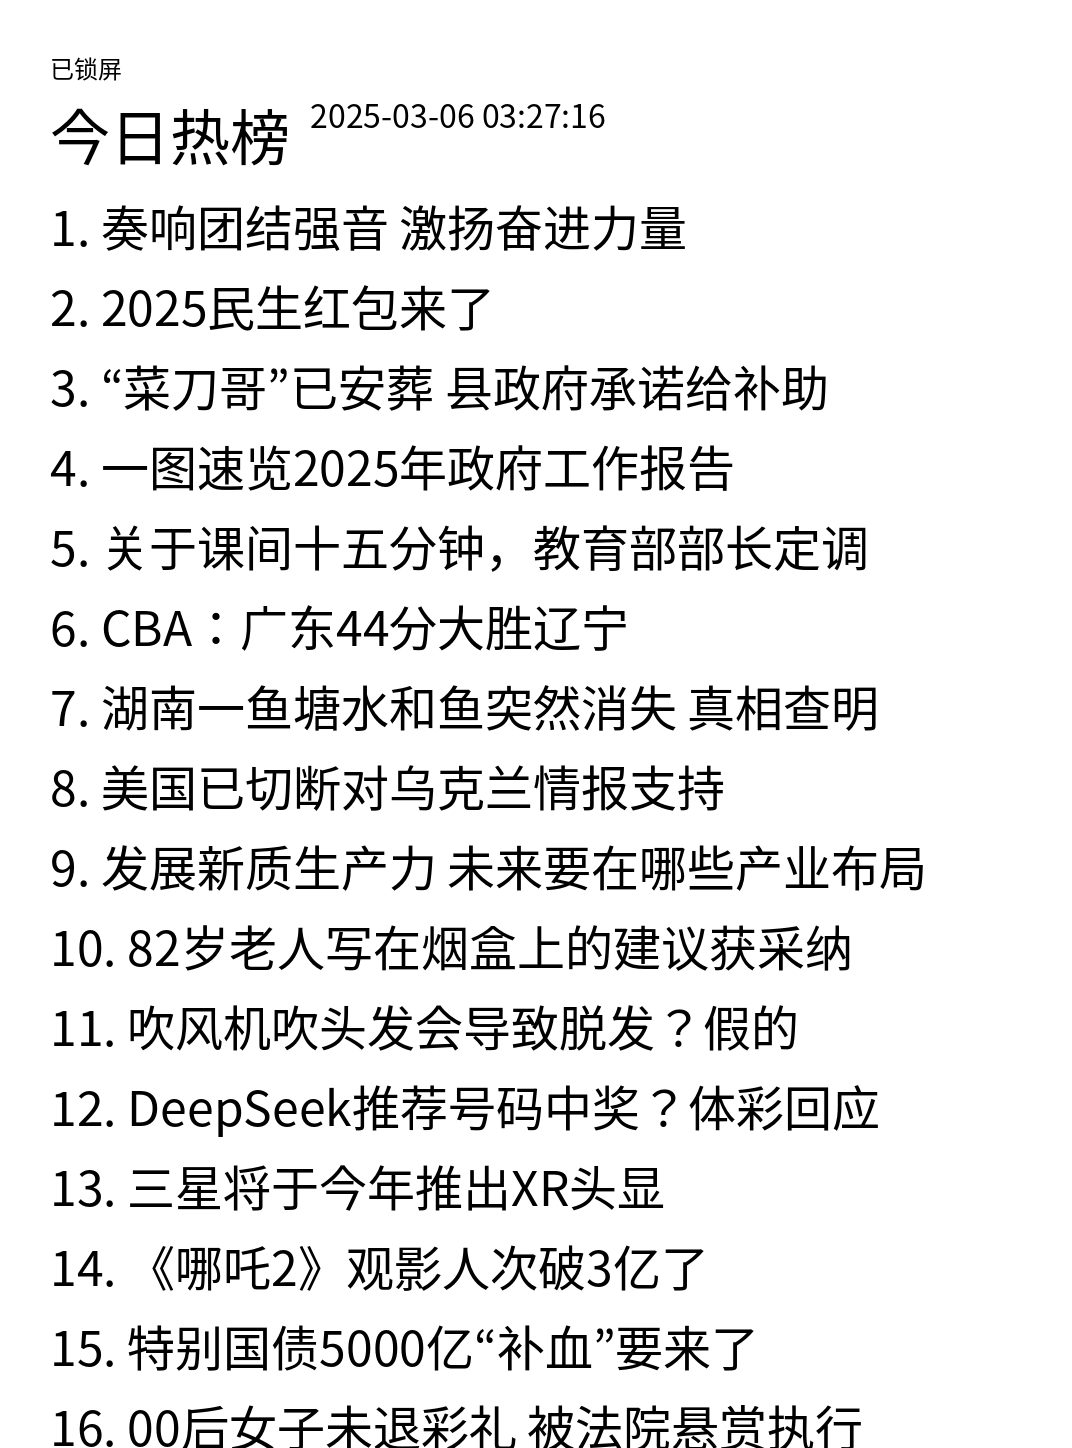 已锁屏
今日热榜 2025-03-06 03:27:16
1. 奏响团结强音 激扬奋进力量
2. 2025民生红包来了
3. “菜刀哥”已安葬 县政府承诺给补助
4. 一图速览2025年政府工作报告
5. 关于课间十五分钟，教育部部长定调
6. CBA：广东44分大胜辽宁
7. 湖南一鱼塘水和鱼突然消失 真相查明
8. 美国已切断对乌克兰情报支持
9. 发展新质生产力 未来要在哪些产业布局
10. 82岁老人写在烟盒上的建议获采纳
11. 吹风机吹头发会导致脱发？假的
12. DeepSeek推荐号码中奖？体彩回应
13. 三星将于今年推出XR头显
14. 《哪吒2》观影人次破3亿了
15. 特别国债5000亿“补血”要来了
16. 00后女子未退彩礼 被法院悬赏执行